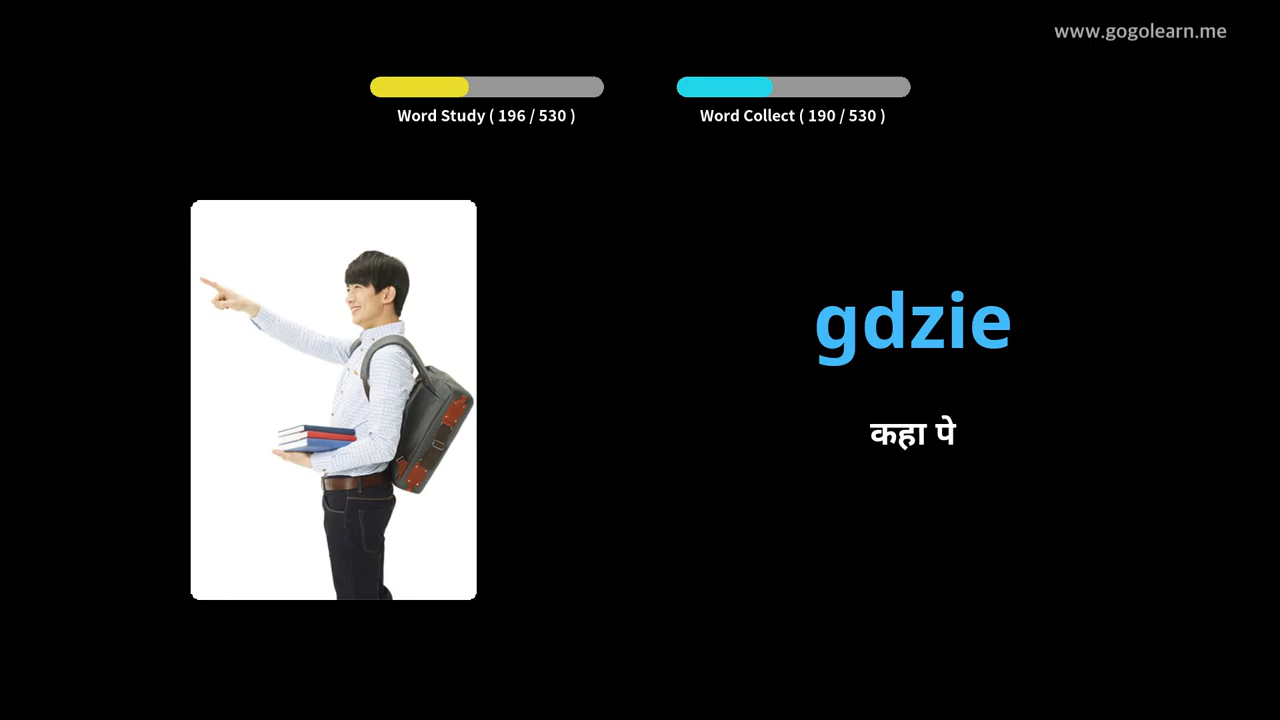 www.gogolearn.me
Word Study ( 196 / 530 )
Word Collect ( 190 / 530 )
gdzie
कहा पे